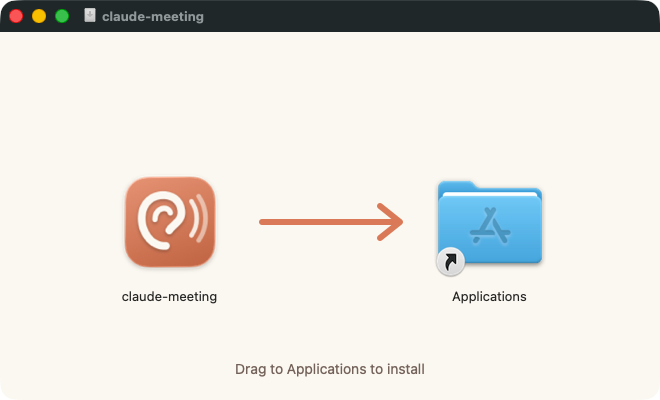 claude-meeting
claude-meeting
Applications
Drag to Applications to install